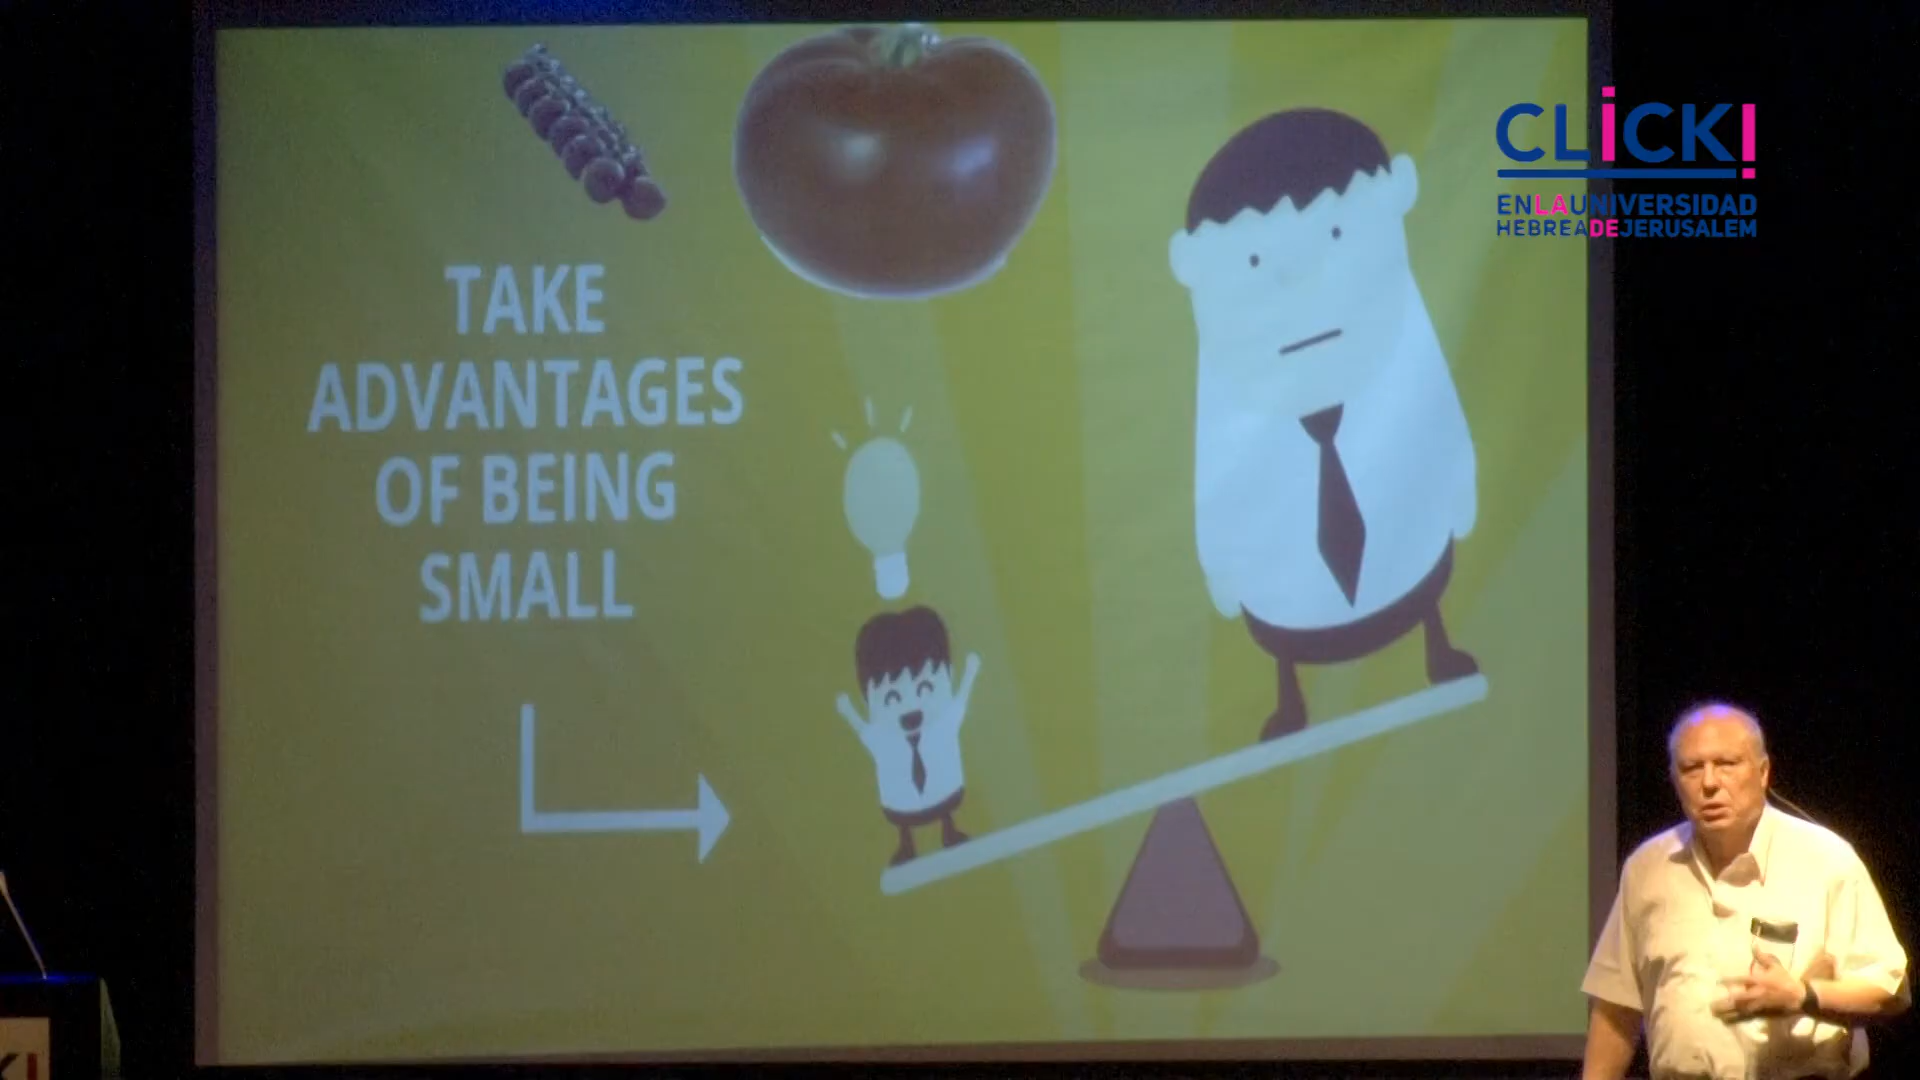 CLiCK!
ENLAUNIVERSIDAD
HEBREADEJERUSALEM
TAKE
ADVANTAGES
OF BEING
SMALL
K!